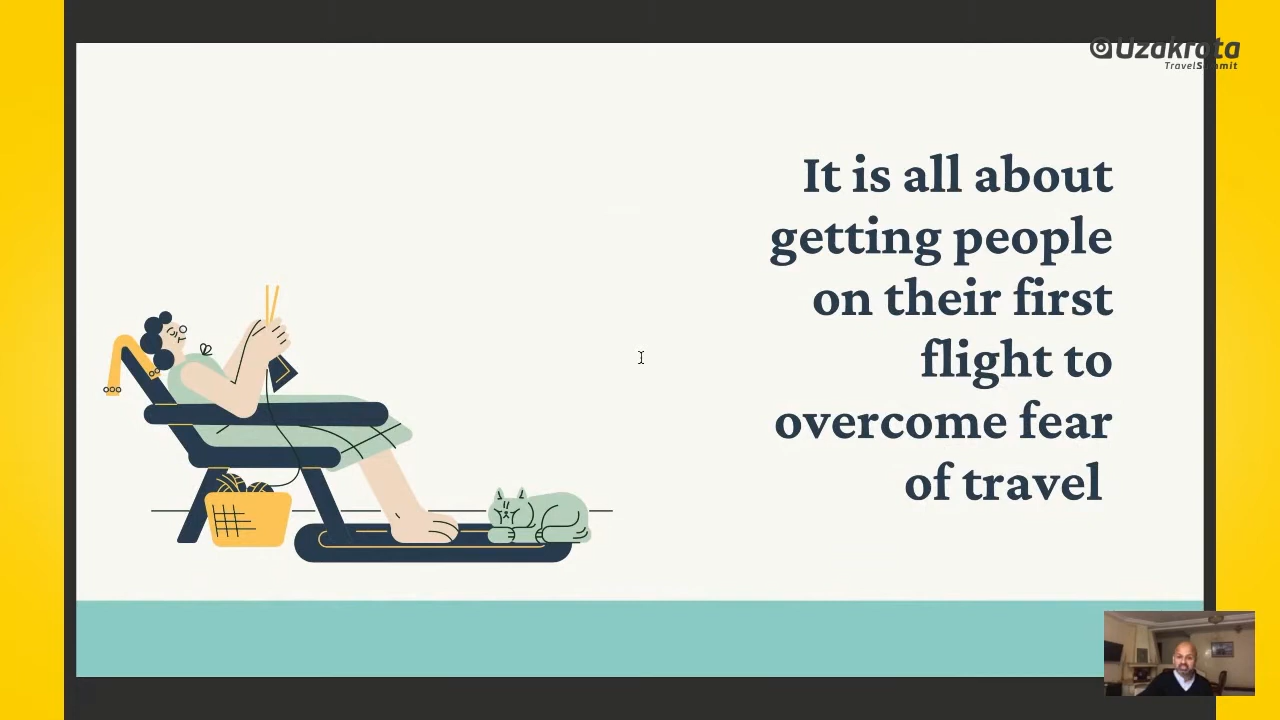 Uzakrota
TravelSummit
It is all about
getting people
on their first
flight to
overcome fear
of travel